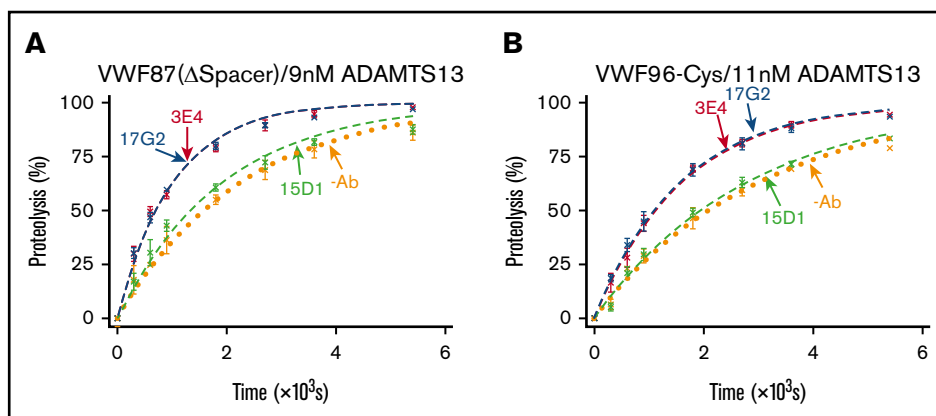 A
VWF87(ΔSpacer)/9nM ADAMTS13
Proteolysis (%)
100
75
50
25
0
3E4
17G2
15D1
-Ab
0
2
4
6
Time (×10³s)
B
VWF96-Cys/11nM ADAMTS13
Proteolysis (%)
100
75
50
25
0
17G2
3E4
-Ab
15D1
0
2
4
6
Time (×10³s)